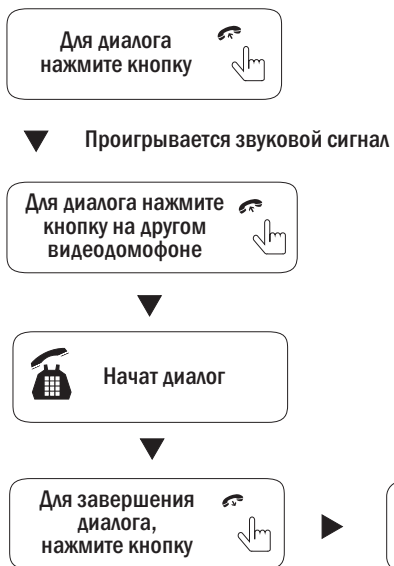 Для диалога
нажмите кнопку
Проигрывается звуковой сигнал
Для диалога нажмите
кнопку на другом
видеодомофоне
Начат диалог
Для завершения
диалога,
нажмите кнопку